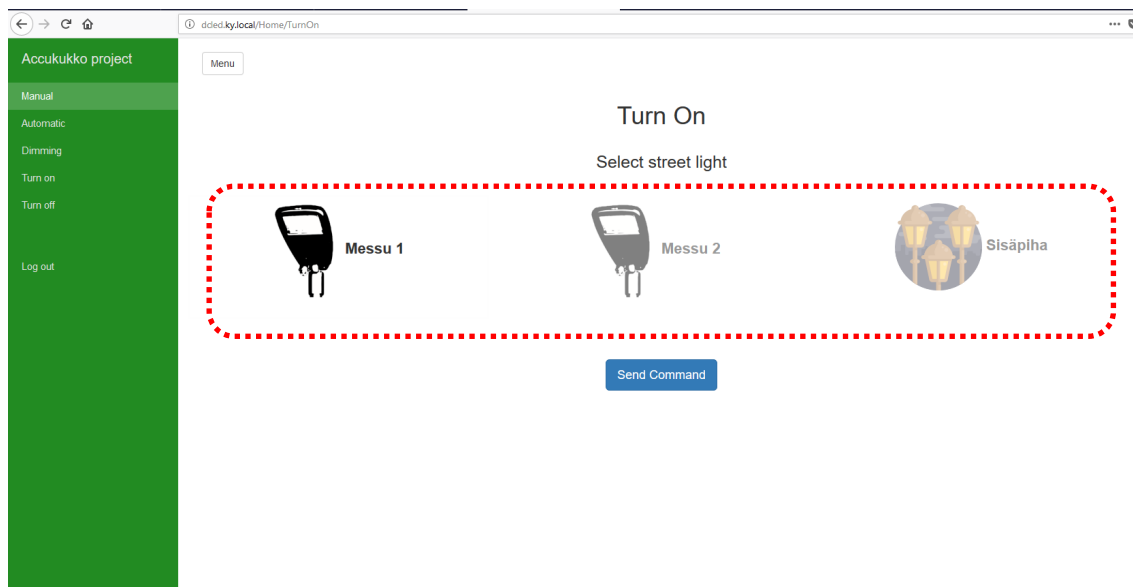 dcled.ky.local/Home/TurnOn
Accukukko project
Manual
Automatic
Dimming
Turn on
Turn off
Log out
Menu
Turn On
Select street light
Messu 1
Messu 2
Sisäpiha
Send Command